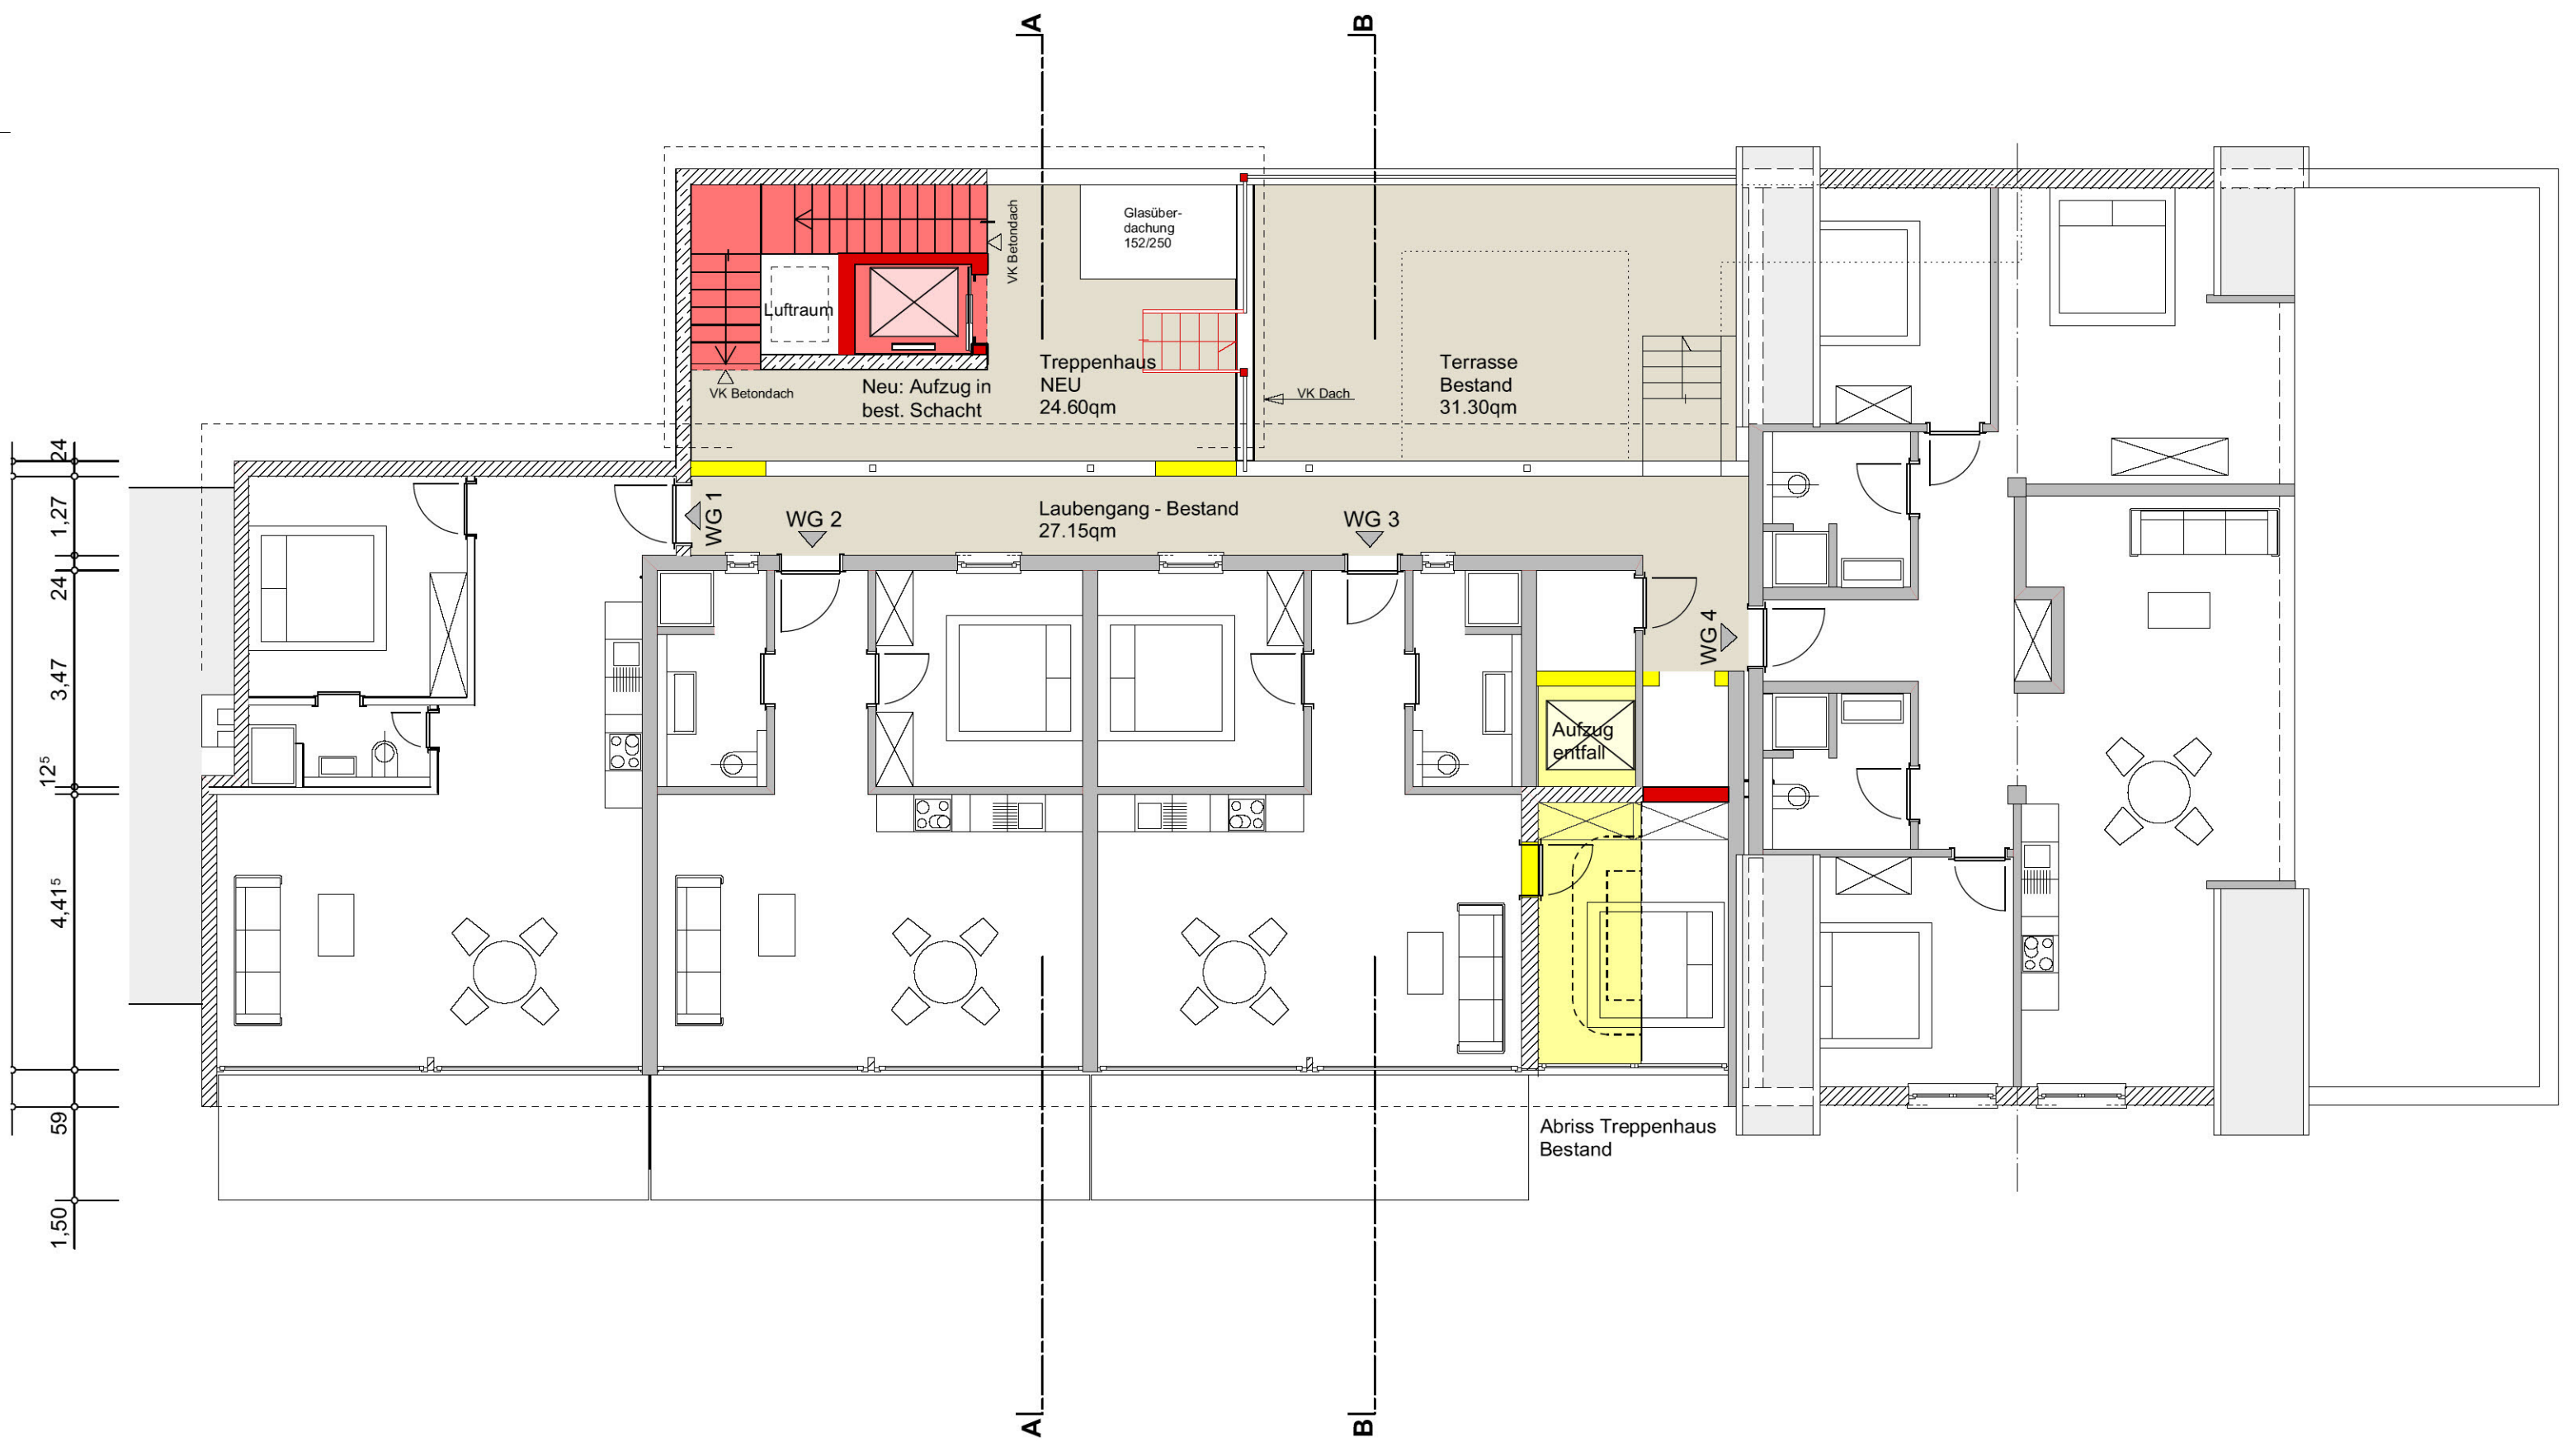 A
B
Glasüber-
dachung
152/250
VK Betondach
Luftraum
Treppenhaus
NEU
24.60qm
Terrasse
Bestand
31.30qm
Neu: Aufzug in
best. Schacht
VK Betondach
VK Dach
24
1,27
24
3,47
12⁵
4,41⁵
59
1,50
WG 1
WG 2
Laubengang - Bestand
27.15qm
WG 3
WG 4
Aufzug
entfall
Abriss Treppenhaus
Bestand
A
B